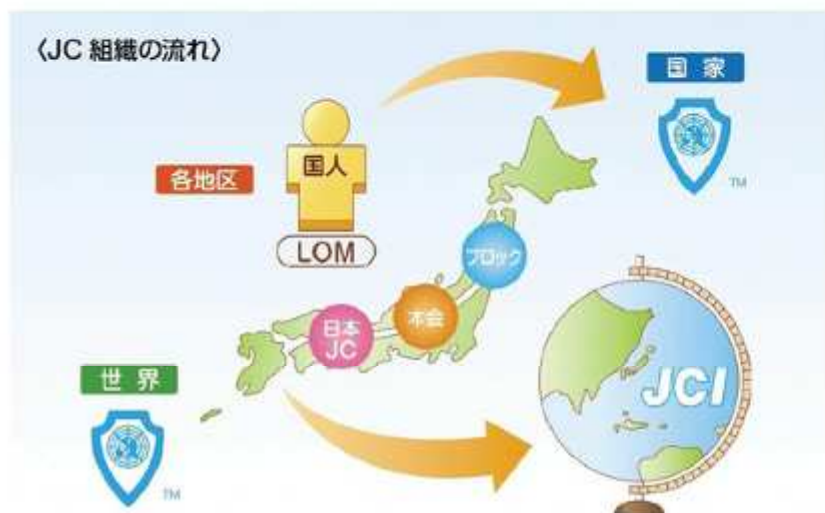 〈JC 組織の流れ〉
国 家
国人
各地区
TM
LOM
ブロック
本会
日本
JC
世 界
JCI
TM